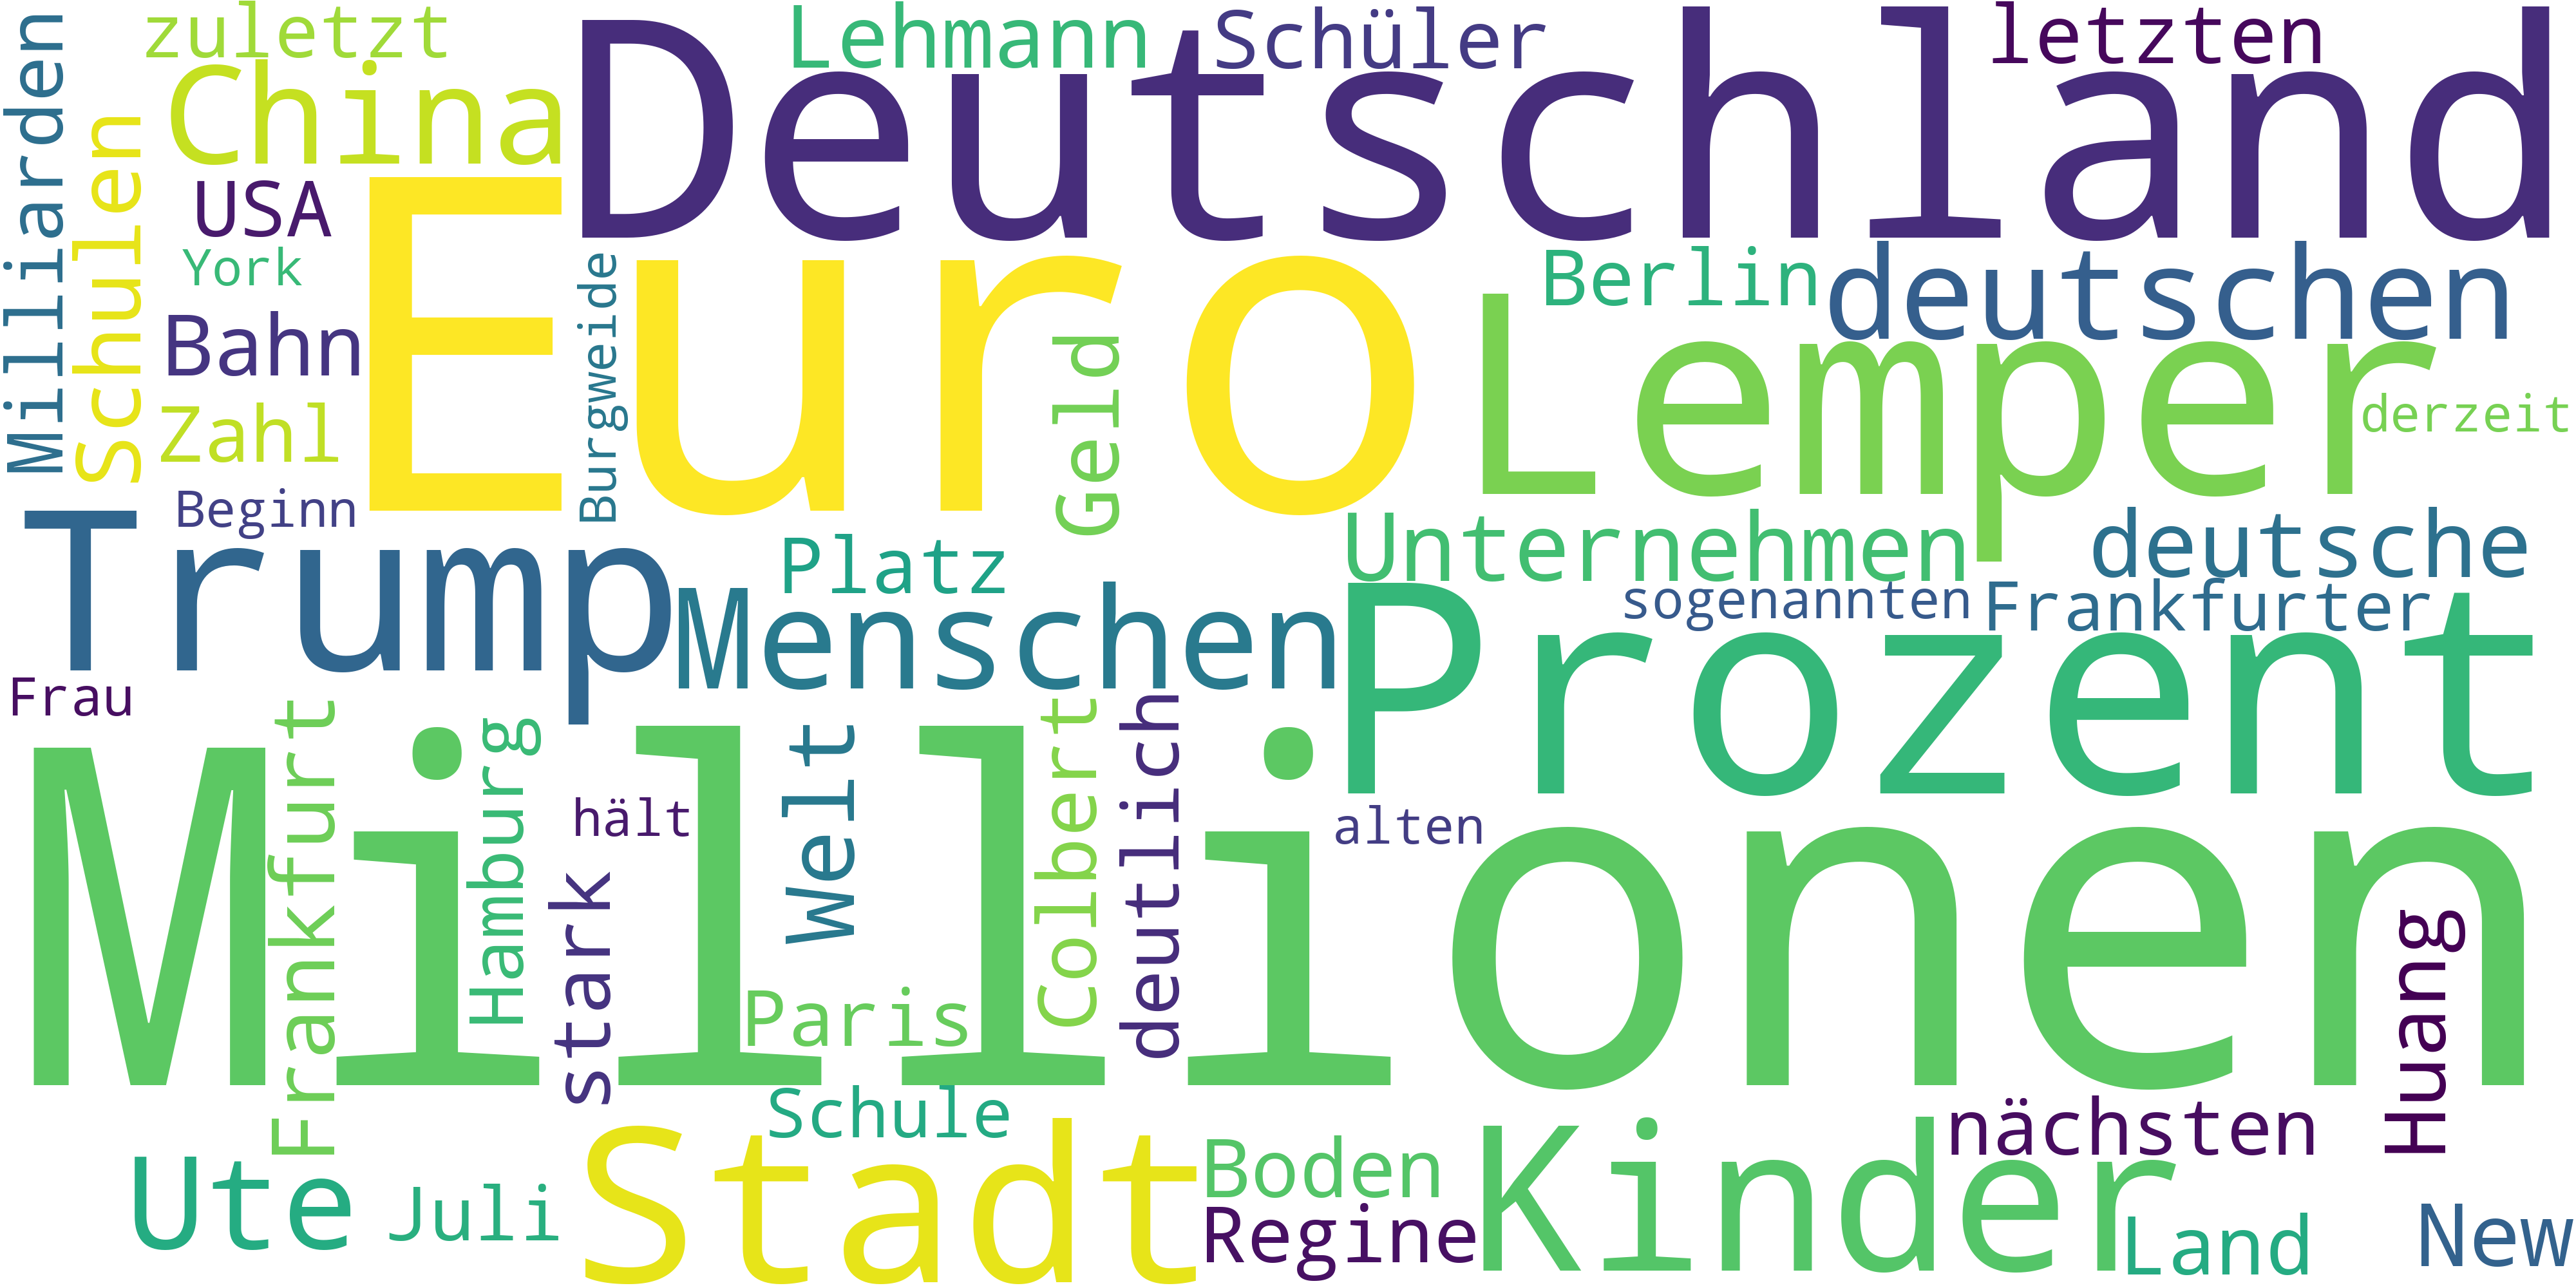 zuletzt
Lehmann
Schüler
letzten
Milliarden
China
Deutschland
Schulen
USA
Euro
York
Burgweide
Berlin
deutschen
Bahn
Geld
Lemper
derzeit
Zahl
Beginn
Trump
Platz
Unternehmen
deutsche
Menschen
sogenannten
Frankfurter
Prozent
Frau
Frankfurt
Hamburg
Welt
Colbert
deutlich
Millionen
hält
alten
stark
Huang
Paris
Schule
Stadt
Boden
Kinder
nächsten
Ute
Juli
Regine
Land
New